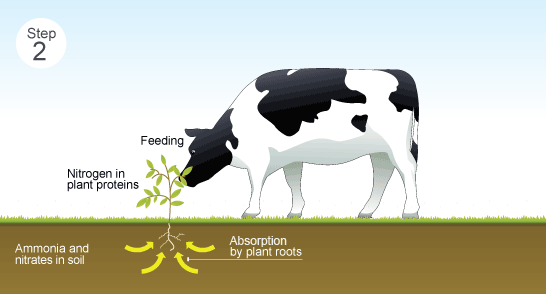 Step
2
Feeding
Nitrogen in
plant proteins
Ammonia and
nitrates in soil
Absorption
by plant roots